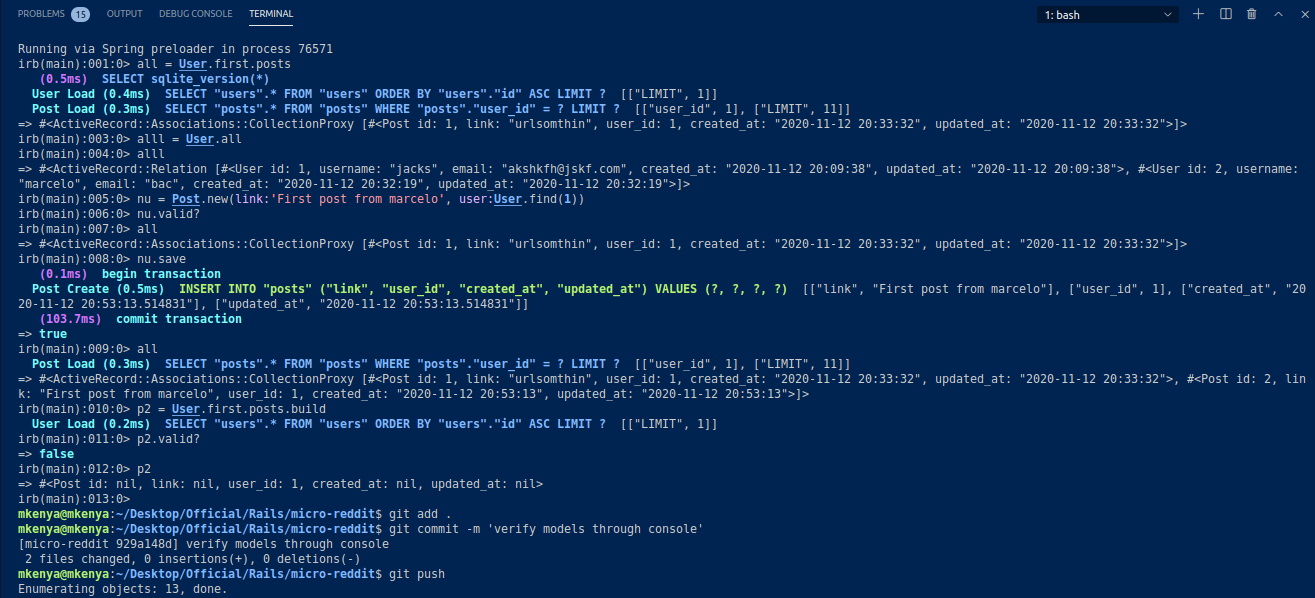 PROBLEMS 15 OUTPUT DEBUG CONSOLE TERMINAL 1: bash
Running via Spring preloader in process 76571
irb(main):001:0> all = User.first.posts
(0.5ms) SELECT sqlite_version(*)
User Load (0.4ms) SELECT "users".* FROM "users" ORDER BY "users"."id" ASC LIMIT ? [["LIMIT", 1]]
Post Load (0.3ms) SELECT "posts".* FROM "posts" WHERE "posts"."user_id" = ? LIMIT ? [["user_id", 1], ["LIMIT", 11]]
=> #<ActiveRecord::Associations::CollectionProxy [#<Post id: 1, link: "urlsomthin", user_id: 1, created_at: "2020-11-12 20:33:32", updated_at: "2020-11-12 20:33:32">]>
irb(main):003:0> alll = User.all
irb(main):004:0> alll
=> #<ActiveRecord::Relation [#<User id: 1, username: "jacks", email: "akshkfh@jskf.com", created_at: "2020-11-12 20:09:38", updated_at: "2020-11-12 20:09:38">, #<User id: 2, username:
"marcelo", email: "bac", created_at: "2020-11-12 20:32:19", updated_at: "2020-11-12 20:32:19">]>
irb(main):005:0> nu = Post.new(link:'First post from marcelo', user:User.find(1))
irb(main):006:0> nu.valid?
irb(main):007:0> all
=> #<ActiveRecord::Associations::CollectionProxy [#<Post id: 1, link: "urlsomthin", user_id: 1, created_at: "2020-11-12 20:33:32", updated_at: "2020-11-12 20:33:32">]>
irb(main):008:0> nu.save
(0.1ms) begin transaction
Post Create (0.5ms) INSERT INTO "posts" ("link", "user_id", "created_at", "updated_at") VALUES (?, ?, ?, ?) [["link", "First post from marcelo"], ["user_id", 1], ["created_at", "20
20-11-12 20:53:13.514831"], ["updated_at", "2020-11-12 20:53:13.514831"]]
(103.7ms) commit transaction
=> true
irb(main):009:0> all
Post Load (0.3ms) SELECT "posts".* FROM "posts" WHERE "posts"."user_id" = ? LIMIT ? [["user_id", 1], ["LIMIT", 11]]
=> #<ActiveRecord::Associations::CollectionProxy [#<Post id: 1, link: "urlsomthin", user_id: 1, created_at: "2020-11-12 20:33:32", updated_at: "2020-11-12 20:33:32">, #<Post id: 2, lin
k: "First post from marcelo", user_id: 1, created_at: "2020-11-12 20:53:13", updated_at: "2020-11-12 20:53:13">]>
irb(main):010:0> p2 = User.first.posts.build
User Load (0.2ms) SELECT "users".* FROM "users" ORDER BY "users"."id" ASC LIMIT ? [["LIMIT", 1]]
irb(main):011:0> p2.valid?
=> false
irb(main):012:0> p2
=> #<Post id: nil, link: nil, user_id: 1, created_at: nil, updated_at: nil>
irb(main):013:0>
mkenya@mkenya:~/Desktop/Official/Rails/micro-reddit$ git add .
mkenya@mkenya:~/Desktop/Official/Rails/micro-reddit$ git commit -m 'verify models through console'
[micro-reddit 929a148d] verify models through console
2 files changed, 0 insertions(+), 0 deletions(-)
mkenya@mkenya:~/Desktop/Official/Rails/micro-reddit$ git push
Enumerating objects: 13, done.